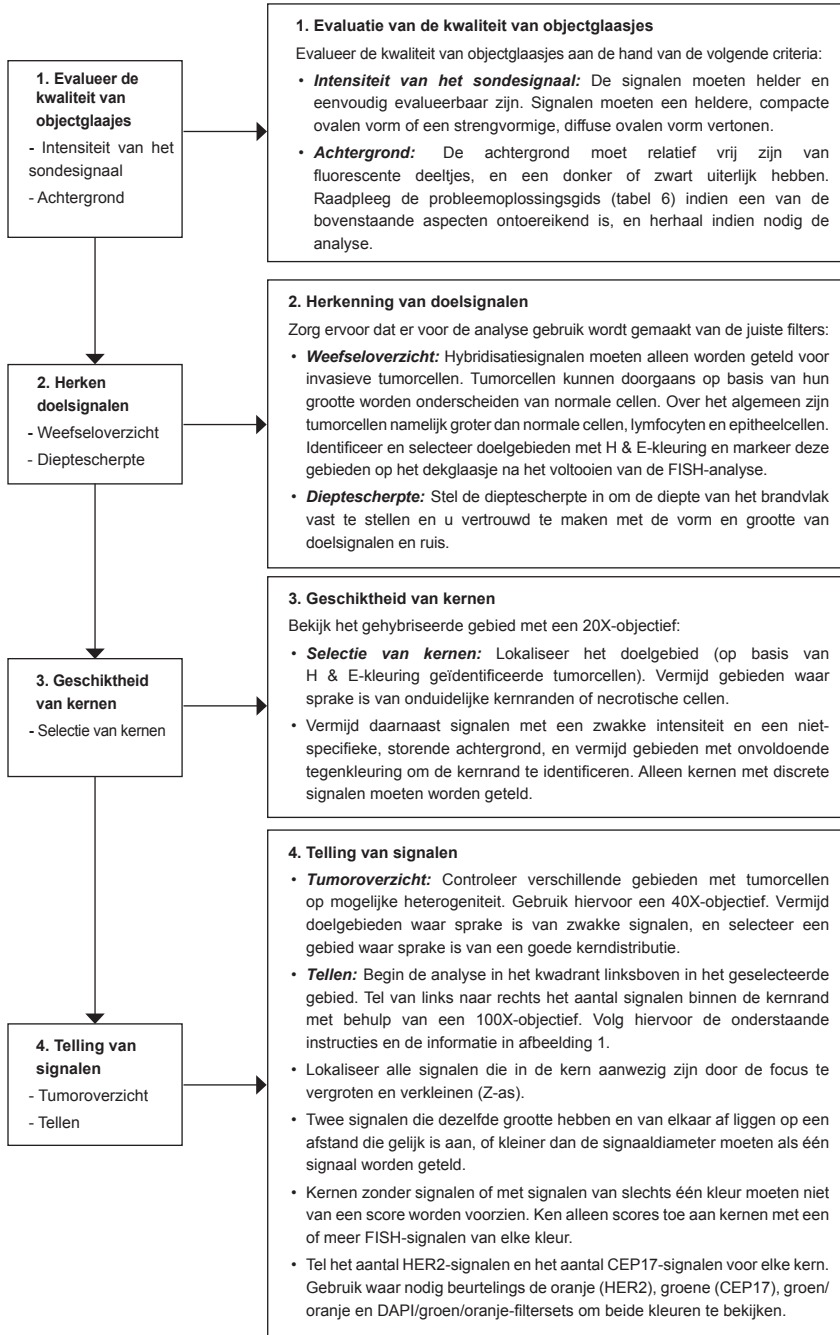 1. Evalueer de
kwaliteit van
objectglaajes
- Intensiteit van het
sondesignaal
- Achtergrond
1. Evaluatie van de kwaliteit van objectglaasjes
Evalueer de kwaliteit van objectglaasjes aan de hand van de volgende criteria:
• Intensiteit van het sondesignaal: De signalen moeten helder en
eenvoudig evalueerbaar zijn. Signalen moeten een heldere, compacte
ovalen vorm of een strengvormige, diffuse ovalen vorm vertonen.
• Achtergrond: De achtergrond moet relatief vrij zijn van
fluorescente deeltjes, en een donker of zwart uiterlijk hebben.
Raadpleeg de probleemoplossingsgids (tabel 6) indien een van de
bovenstaande aspecten ontoereikend is, en herhaal indien nodig de
analyse.
2. Herken
doelsignalen
- Weefseloverzicht
- Dieptescherpte
2. Herkenning van doelsignalen
Zorg ervoor dat er voor de analyse gebruik wordt gemaakt van de juiste filters:
• Weefseloverzicht: Hybridisatiesignalen moeten alleen worden geteld voor
invasieve tumorcellen. Tumorcellen kunnen doorgaans op basis van hun
grootte worden onderscheiden van normale cellen. Over het algemeen zijn
tumorcellen namelijk groter dan normale cellen, lymfocyten en epitheelcellen.
Identificeer en selecteer doelgebieden met H & E-kleuring en markeer deze
gebieden op het dekglaasje na het voltooien van de FISH-analyse.
• Dieptescherpte: Stel de dieptescherpte in om de diepte van het brandvlak
vast te stellen en u vertrouwd te maken met de vorm en grootte van
doelsignalen en ruis.
3. Geschiktheid
van kernen
- Selectie van kernen
3. Geschiktheid van kernen
Bekijk het gehybriseerde gebied met een 20X-objectief:
• Selectie van kernen: Lokaliseer het doelgebied (op basis van
H & E-kleuring geïdentificeerde tumorcellen). Vermijd gebieden waar
sprake is van onduidelijke kernranden of necrotische cellen.
• Vermijd daarnaast signalen met een zwakke intensiteit en een niet-
specifieke, storende achtergrond, en vermijd gebieden met onvoldoende
tegenkleuring om de kernrand te identificeren. Alleen kernen met discrete
signalen moeten worden geteld.
4. Telling van
signalen
- Tumoroverzicht
- Tellen
4. Telling van signalen
• Tumoroverzicht: Controleer verschillende gebieden met tumorcellen
op mogelijke heterogeniteit. Gebruik hiervoor een 40X-objectief. Vermijd
doelgebieden waar sprake is van zwakke signalen, en selecteer een
gebied waar sprake is van een goede kerndistributie.
• Tellen: Begin de analyse in het kwadrant linksboven in het geselecteerde
gebied. Tel van links naar rechts het aantal signalen binnen de kernrand
met behulp van een 100X-objectief. Volg hiervoor de onderstaande
instructies en de informatie in afbeelding 1.
• Lokaliseer alle signalen die in de kern aanwezig zijn door de focus te
vergroten en verkleinen (Z-as).
• Twee signalen die dezelfde grootte hebben en van elkaar af liggen op een
afstand die gelijk is aan, of kleiner dan de signaaldiameter moeten als één
signaal worden geteld.
• Kernen zonder signalen of met signalen van slechts één kleur moeten niet
van een score worden voorzien. Ken alleen scores toe aan kernen met een
of meer FISH-signalen van elke kleur.
• Tel het aantal HER2-signalen en het aantal CEP17-signalen voor elke kern.
Gebruik waar nodig beurtelings de oranje (HER2), groene (CEP17), groen/
oranje en DAPI/groen/oranje-filtersets om beide kleuren te bekijken.